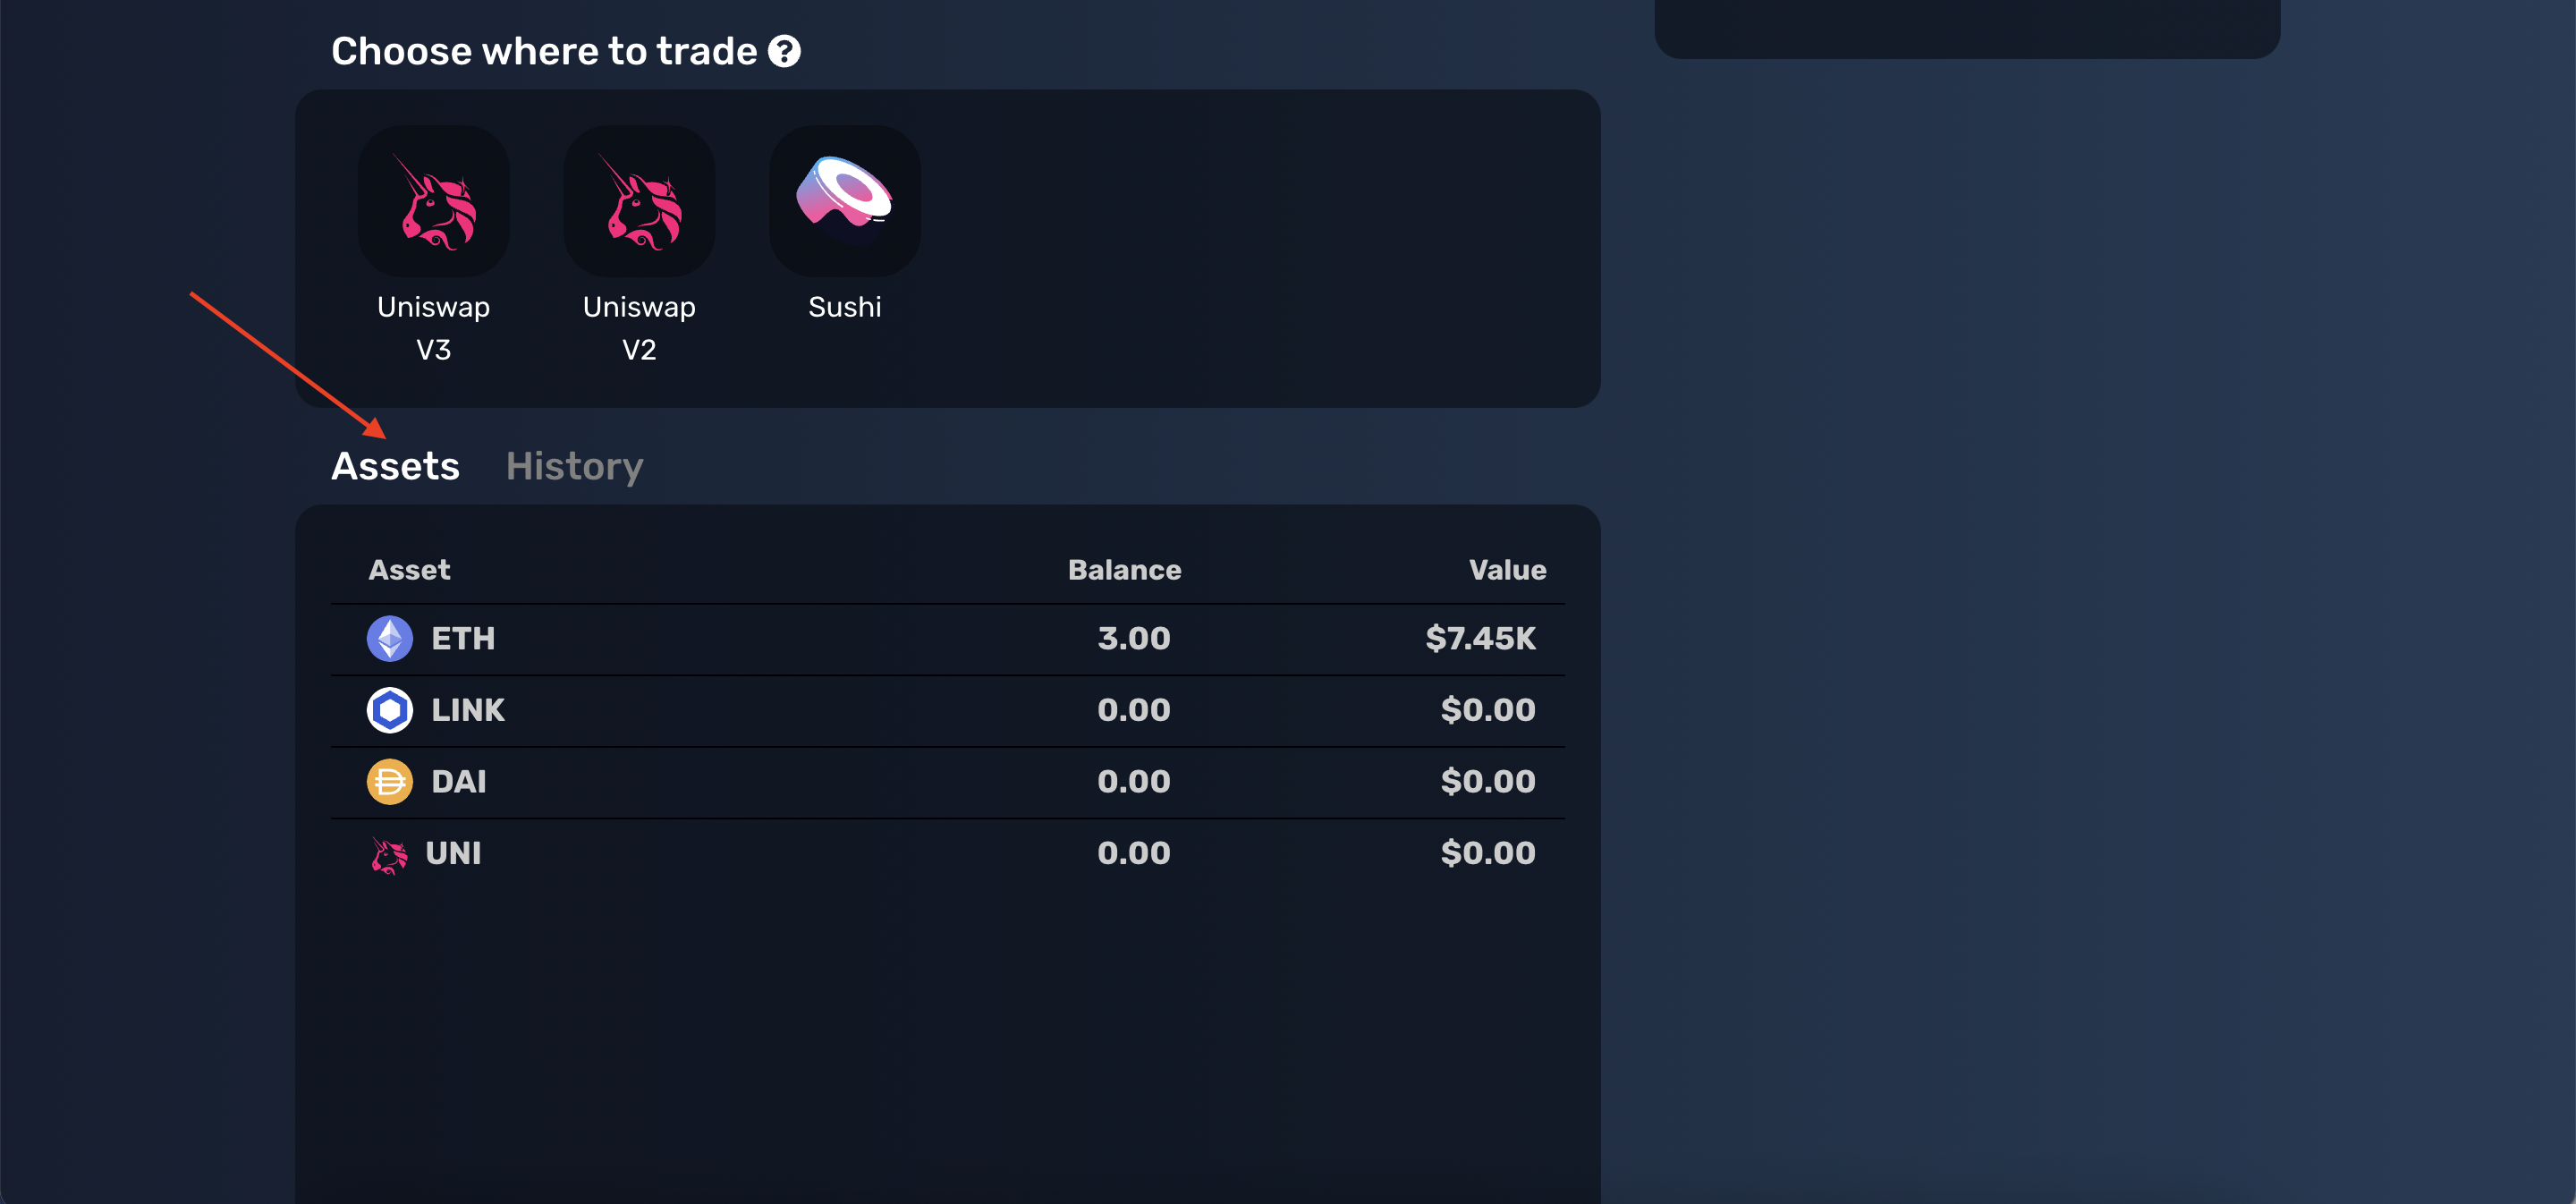 Choose where to trade ?
Uniswap
V3
Uniswap
V2
Sushi
Assets History
Asset Balance Value
ETH 3.00 $7.45K
LINK 0.00 $0.00
DAI 0.00 $0.00
UNI 0.00 $0.00